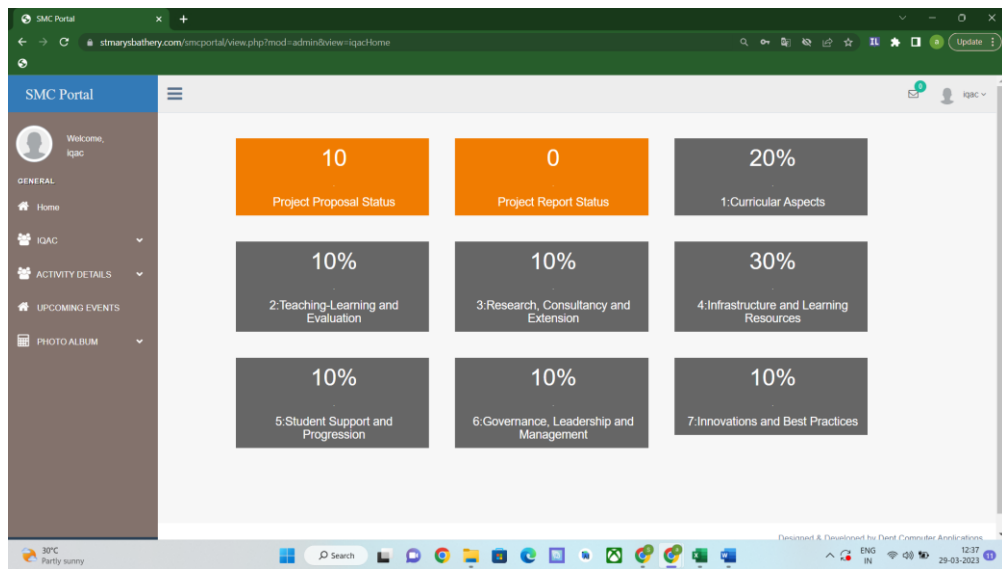 SMC Portal
stmarysbathery.com/smcportal/view.php?mod=admin&view=iqacHome
Update
SMC Portal
0
iqac
Welcome,
iqac
GENERAL
Home
IQAC
ACTIVITY DETAILS
UPCOMING EVENTS
PHOTO ALBUM
10
Project Proposal Status
0
Project Report Status
20%
1:Curricular Aspects
10%
2:Teaching-Learning and
Evaluation
10%
3:Research, Consultancy and
Extension
30%
4:Infrastructure and Learning
Resources
10%
5:Student Support and
Progression
10%
6:Governance, Leadership and
Management
10%
7:Innovations and Best Practices
Designed & Developed by Dept Computer Applications
30°C
Partly sunny
Search
ENG
IN
12:37
29-03-2023
11